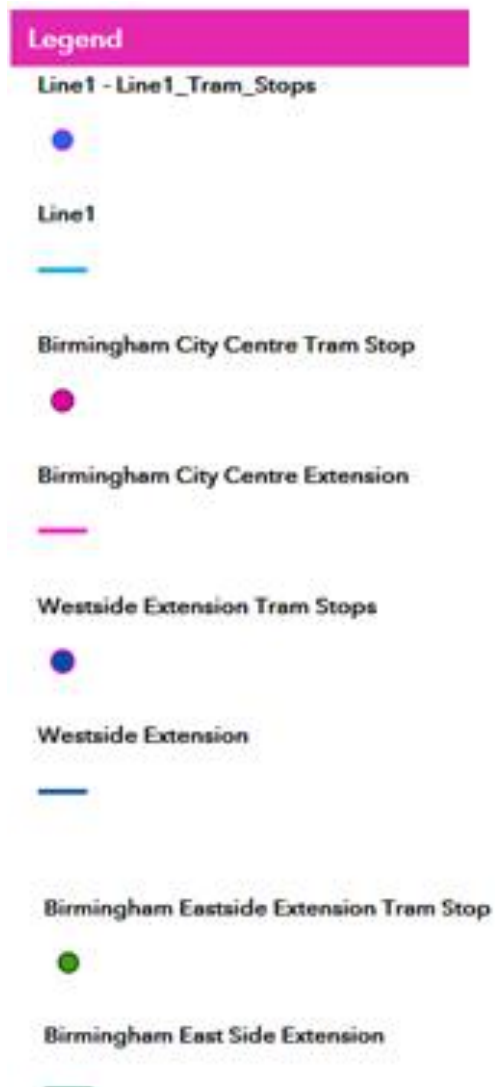 Legend
Line1 - Line1_Tram_Stops
Line1
Birmingham City Centre Tram Stop
Birmingham City Centre Extension
Westside Extension Tram Stops
Westside Extension
Birmingham Eastside Extension Tram Stop
Birmingham East Side Extension